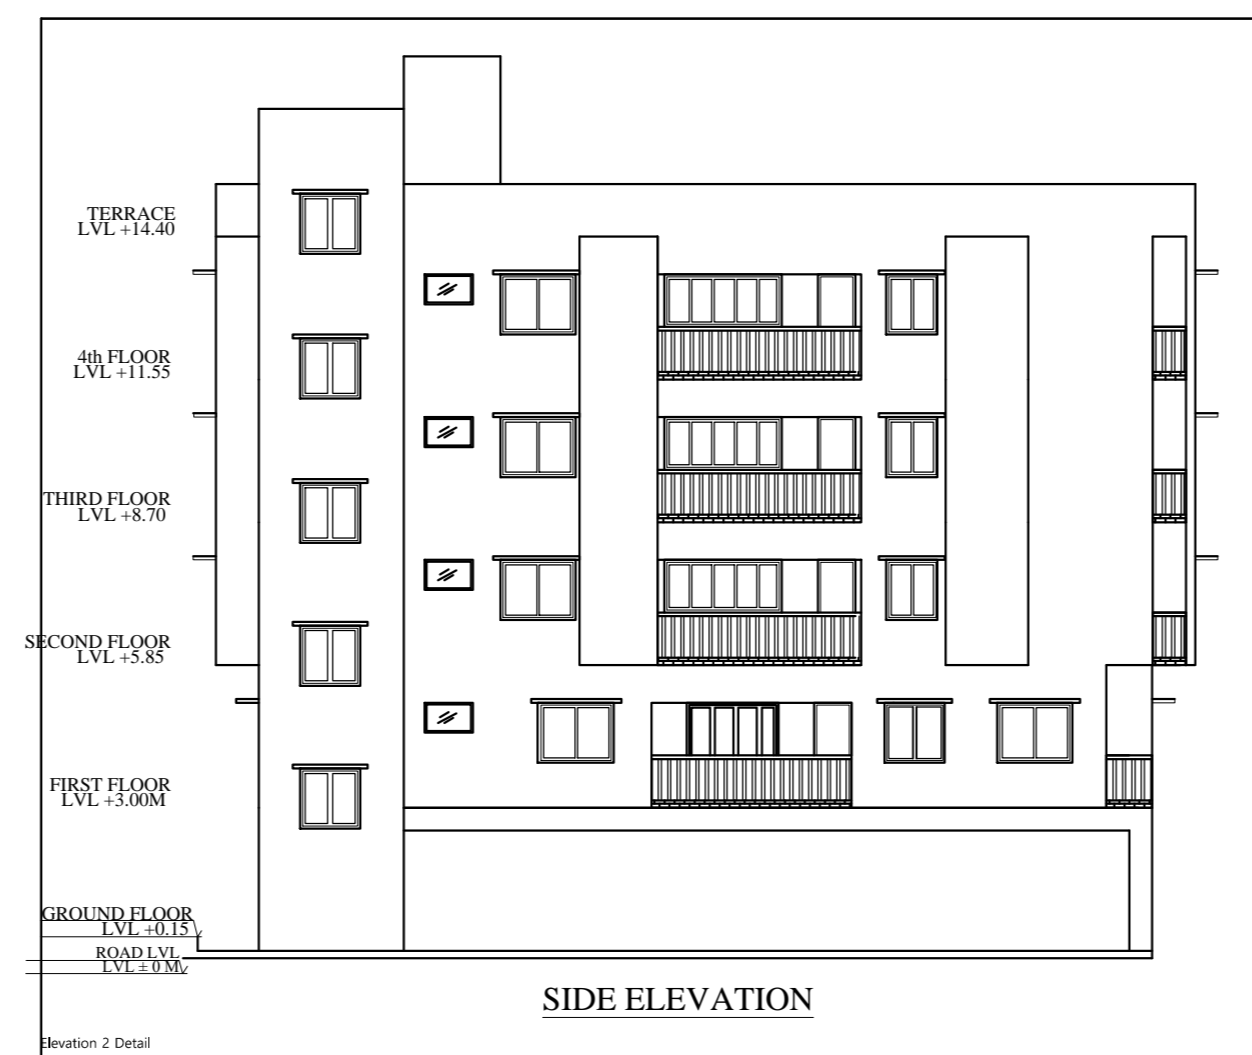 TERRACE
LVL +14.40
4th FLOOR
LVL +11.55
THIRD FLOOR
LVL +8.70
SECOND FLOOR
LVL +5.85
FIRST FLOOR
LVL +3.00M
GROUND FLOOR
LVL +0.15
ROAD LVL
LVL ± 0 M
SIDE ELEVATION
Elevation 2 Detail